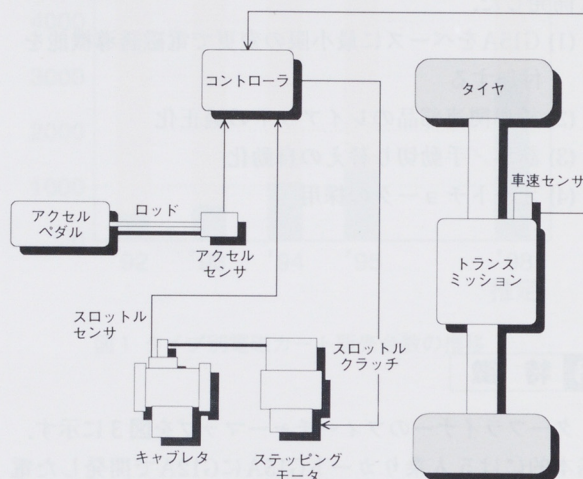 コントローラ
タイヤ
車速センサ
アクセル
ペダル
ロッド
アクセル
センサ
トランス
ミッション
スロットル
センサ
スロットル
クラッチ
キャブレタ
ステッピング
モータ